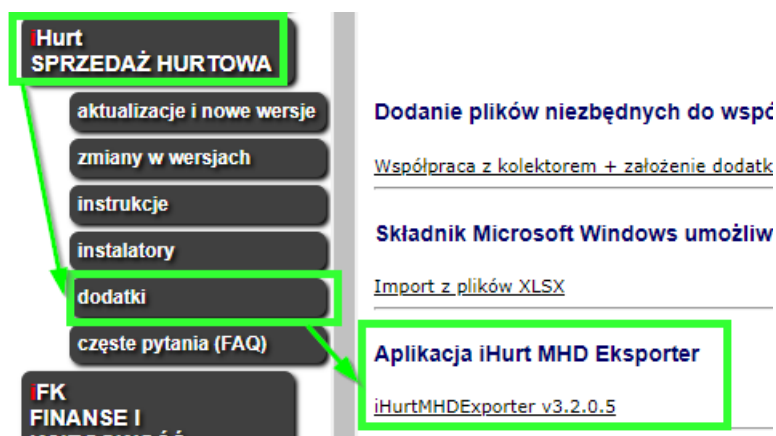 iHurt
SPRZEDAŻ HURTOWA
aktualizacje i nowe wersje
zmiany w wersjach
instrukcje
instalatory
dodatki
częste pytania (FAQ)
iFK
FINANSE I
Dodanie plików niezbędnych do wspó
Współpraca z kolektorem + założenie dodatk
Składnik Microsoft Windows umożliw
Import z plików XLSX
Aplikacja iHurt MHD Eksporter
iHurtMHDExporter v3.2.0.5